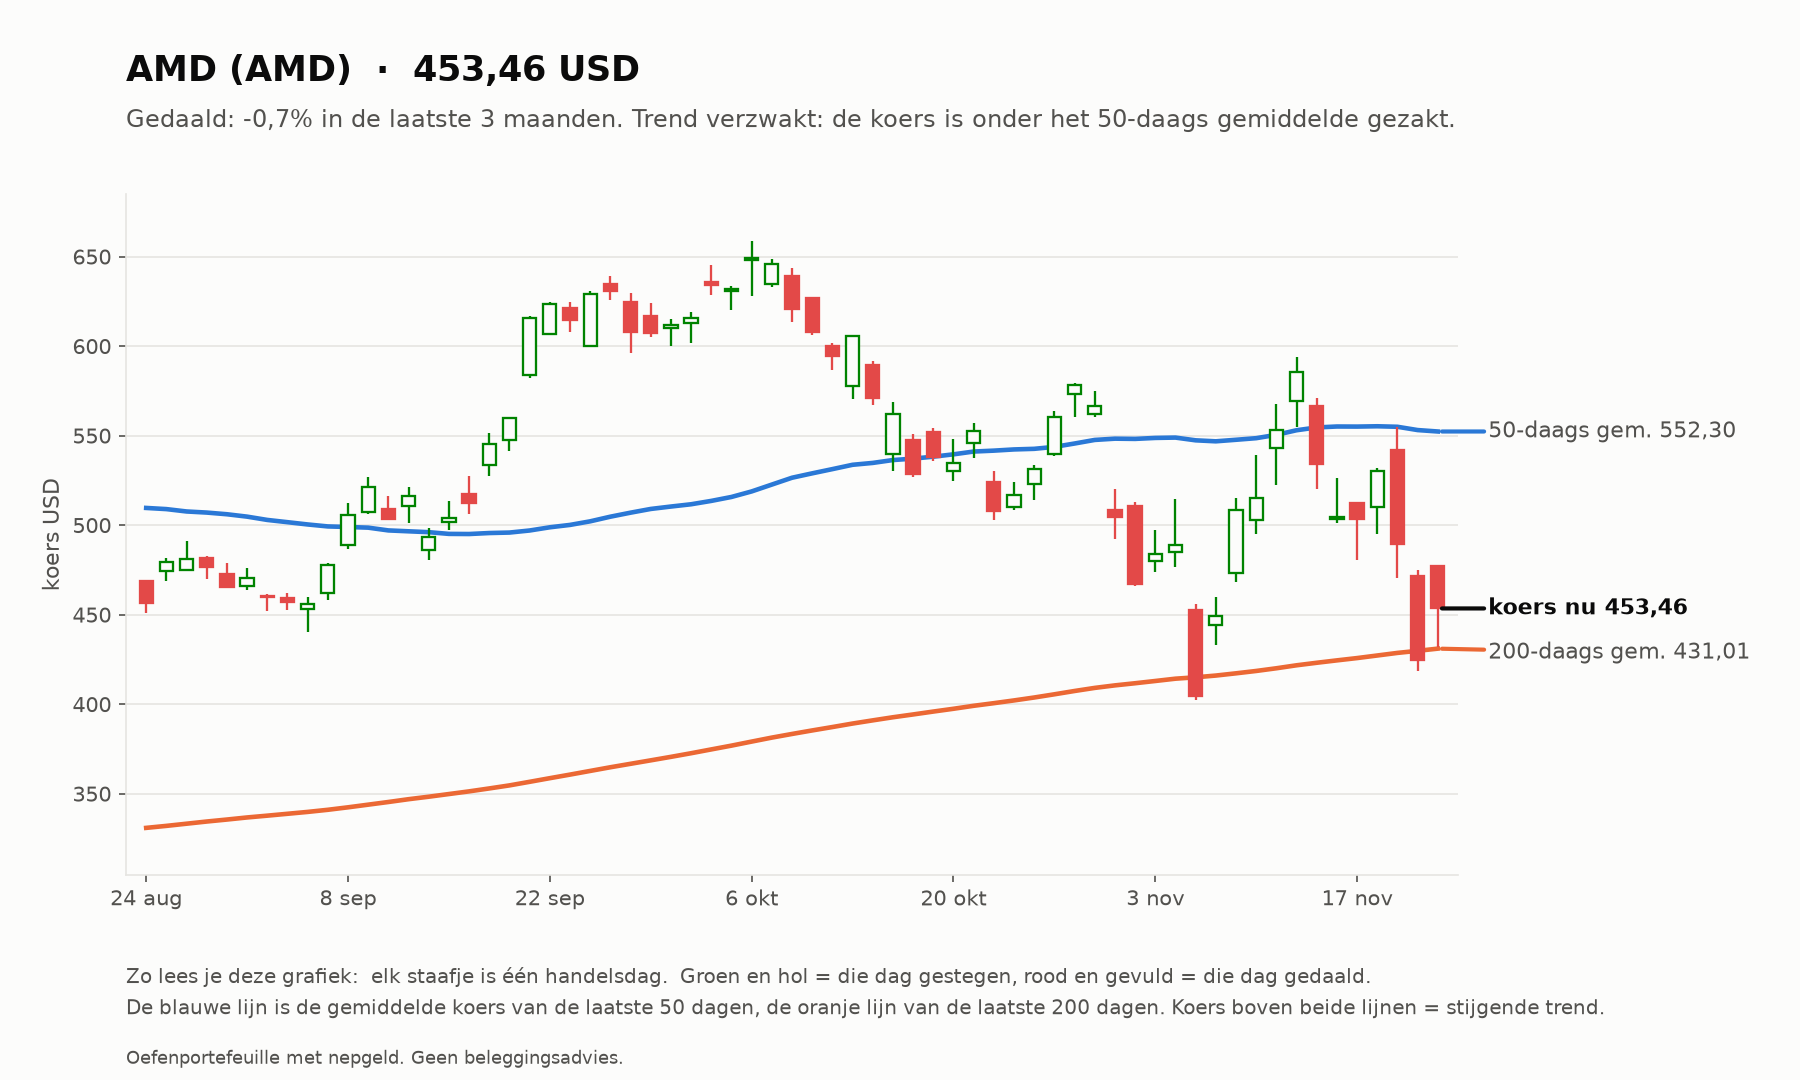 AMD (AMD) · 453,46 USD
Gedaald: -0,7% in de laatste 3 maanden. Trend verzwakt: de koers is onder het 50-daags gemiddelde gezakt.
koers USD
650
600
550
500
450
400
350
50-daags gem. 552,30
koers nu 453,46
200-daags gem. 431,01
24 aug
8 sep
22 sep
6 okt
20 okt
3 nov
17 nov
Zo lees je deze grafiek:  elk staafje is één handelsdag.  Groen en hol = die dag gestegen, rood en gevuld = die dag gedaald.
De blauwe lijn is de gemiddelde koers van de laatste 50 dagen, de oranje lijn van de laatste 200 dagen. Koers boven beide lijnen = stijgende trend.
Oefenportefeuille met nepgeld. Geen beleggingsadvies.